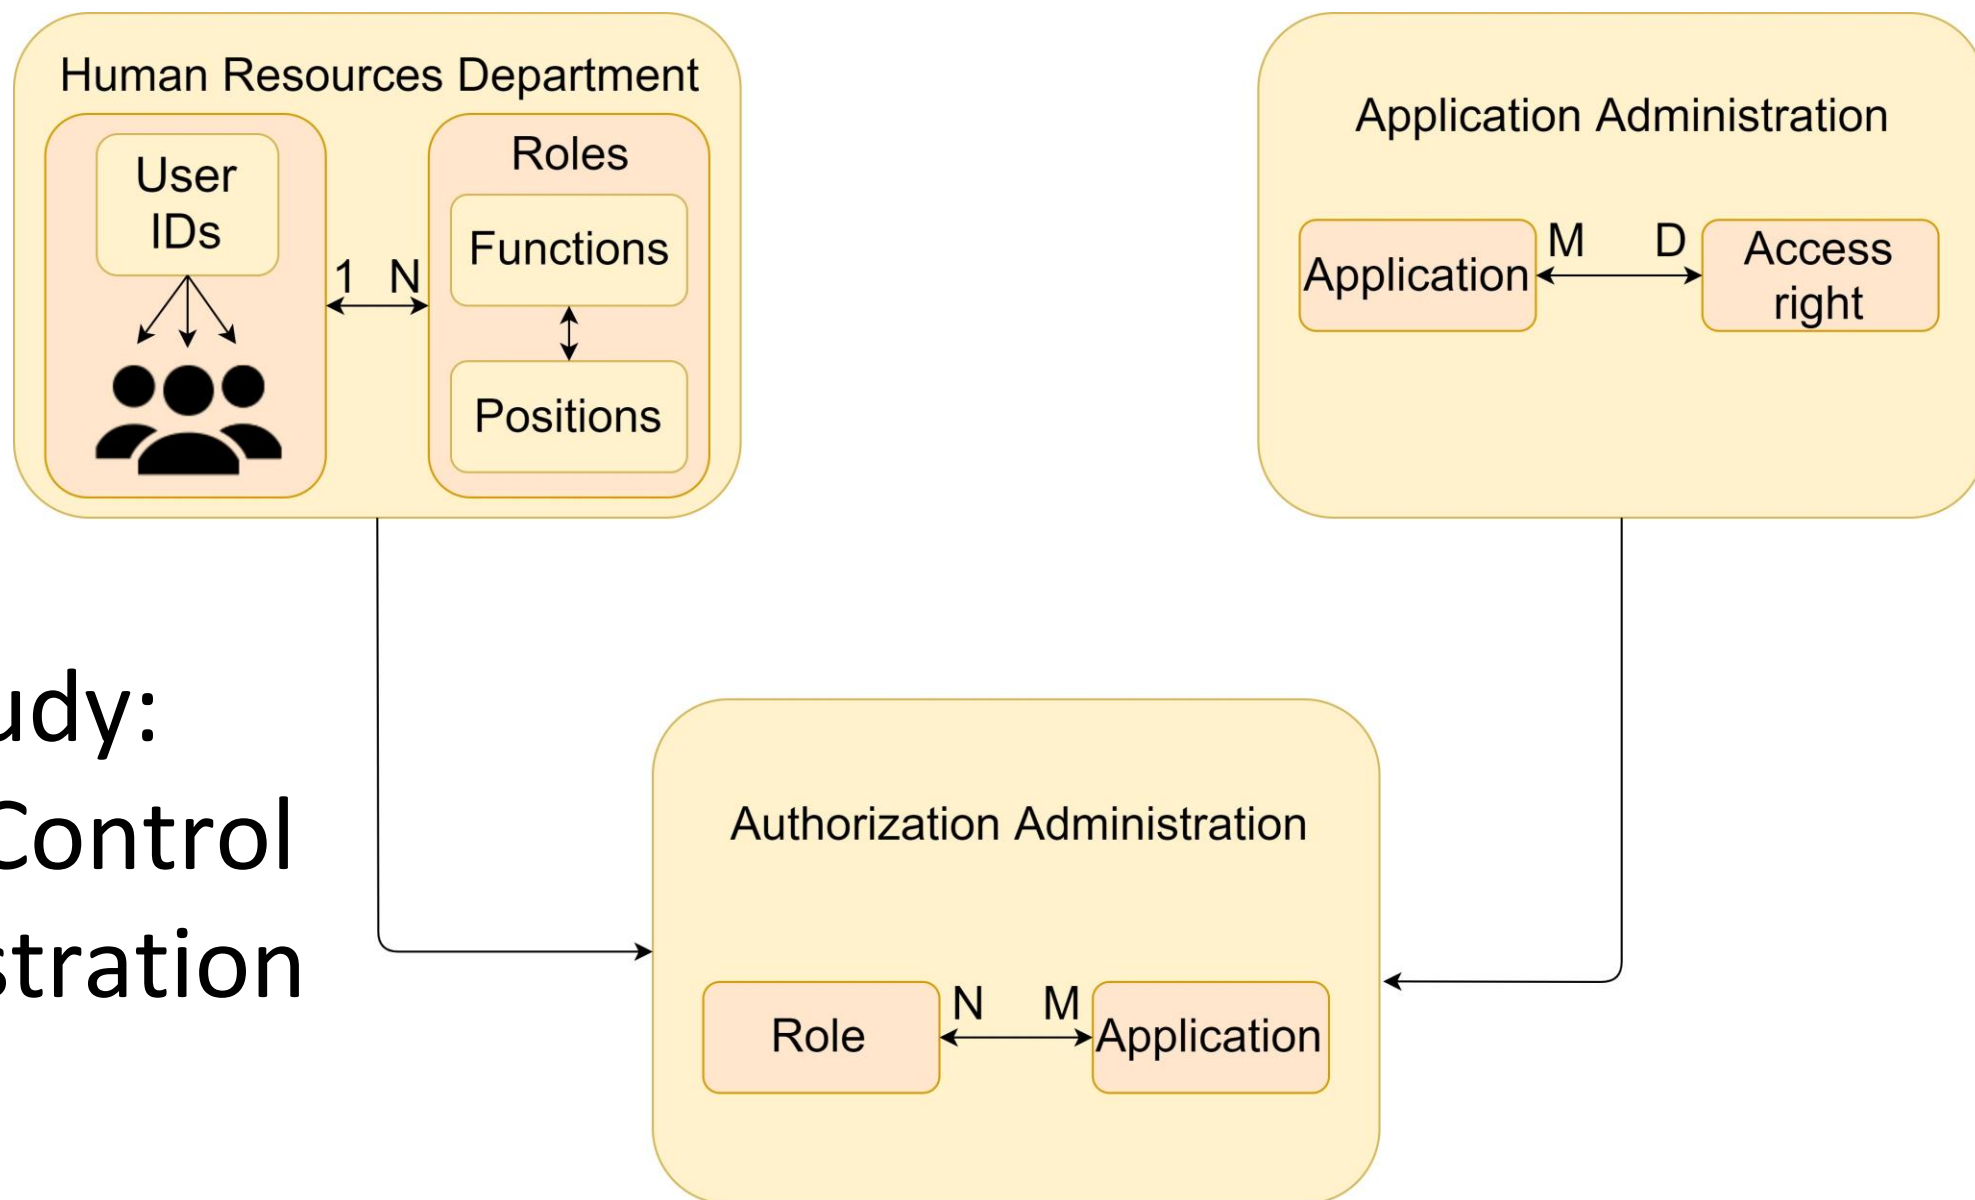 Human Resources Department
User
IDs
1 N
Roles
Functions
Positions
Application Administration
Application
M D
Access
right
udy:
Control
stration
Authorization Administration
Role
N M
Application